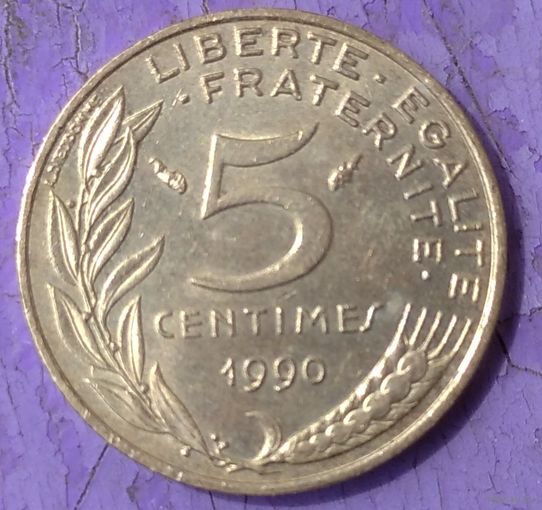 LIBERTE · EGALITE
· FRATERNITE ·
5
CENTIMES
1990